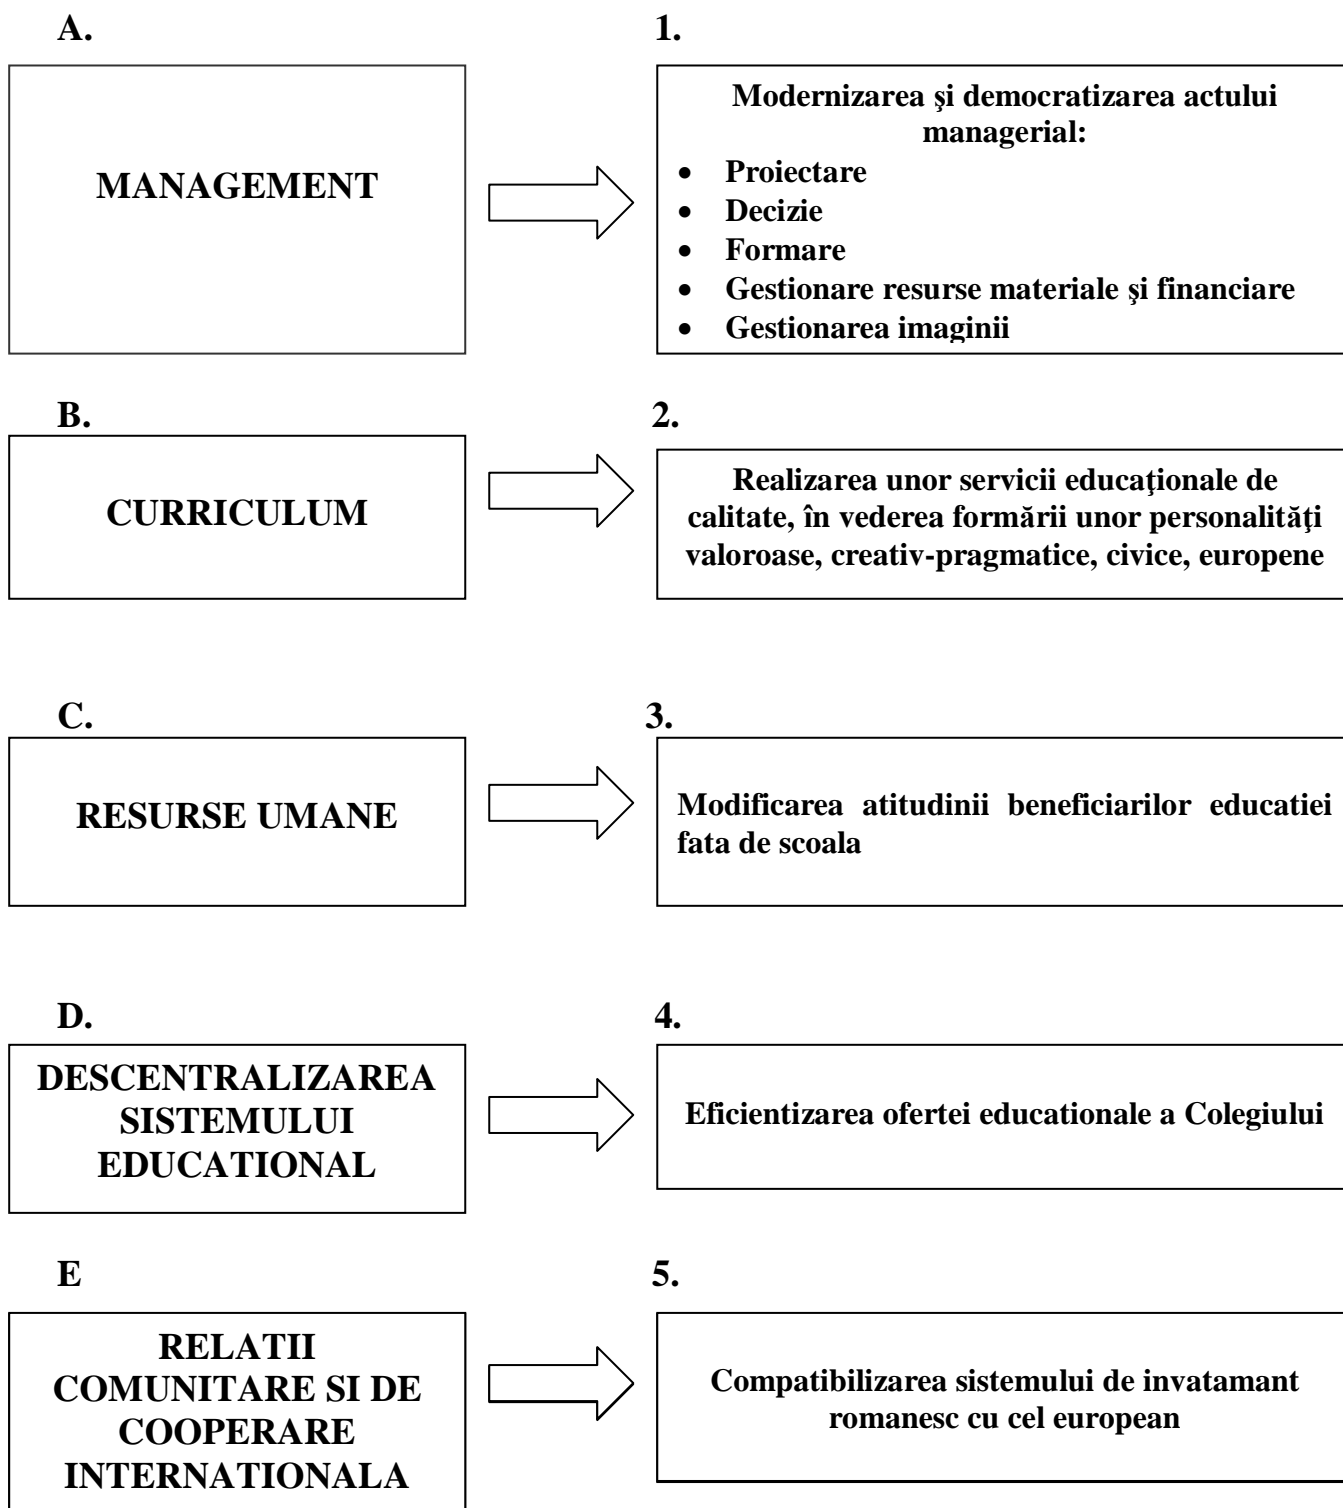 A.
1.
MANAGEMENT
Modernizarea şi democratizarea actului
managerial:
• Proiectare
• Decizie
• Formare
• Gestionare resurse materiale şi financiare
• Gestionarea imaginii
B.
2.
CURRICULUM
Realizarea unor servicii educaţionale de
calitate, în vederea formării unor personalităţi
valoroase, creativ-pragmatice, civice, europene
C.
3.
RESURSE UMANE
Modificarea atitudinii beneficiarilor educatiei
fata de scoala
D.
4.
DESCENTRALIZAREA
SISTEMULUI
EDUCATIONAL
Eficientizarea ofertei educationale a Colegiului
E
5.
RELATII
COMUNITARE SI DE
COOPERARE
INTERNATIONALA
Compatibilizarea sistemului de invatamant
romanesc cu cel european